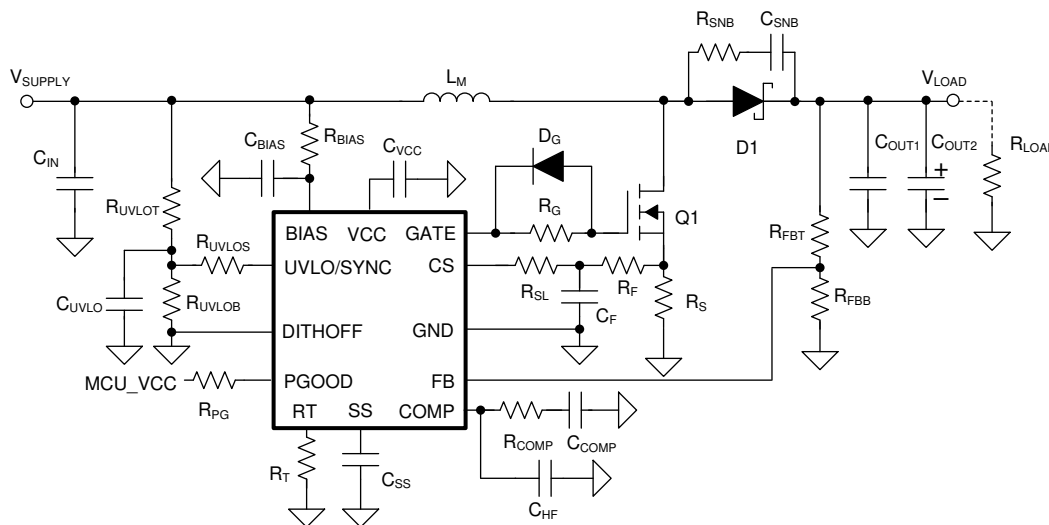 RSNB
CSNB
VSUPPLY
LM
VLOAD
CIN
CBIAS
RBIAS
CVCC
DG
D1
COUT1
COUT2
+
–
RLOAD
RUVLOT
RG
Q1
BIAS
VCC
GATE
RFBT
RUVLOS
UVLO/SYNC
CS
CUVLO
RUVLOB
RSL
RF
CF
RS
RFBB
DITHOFF
GND
MCU_VCC
PGOOD
FB
RPG
RT
SS
COMP
RCOMP
CCOMP
RT
CSS
CHF